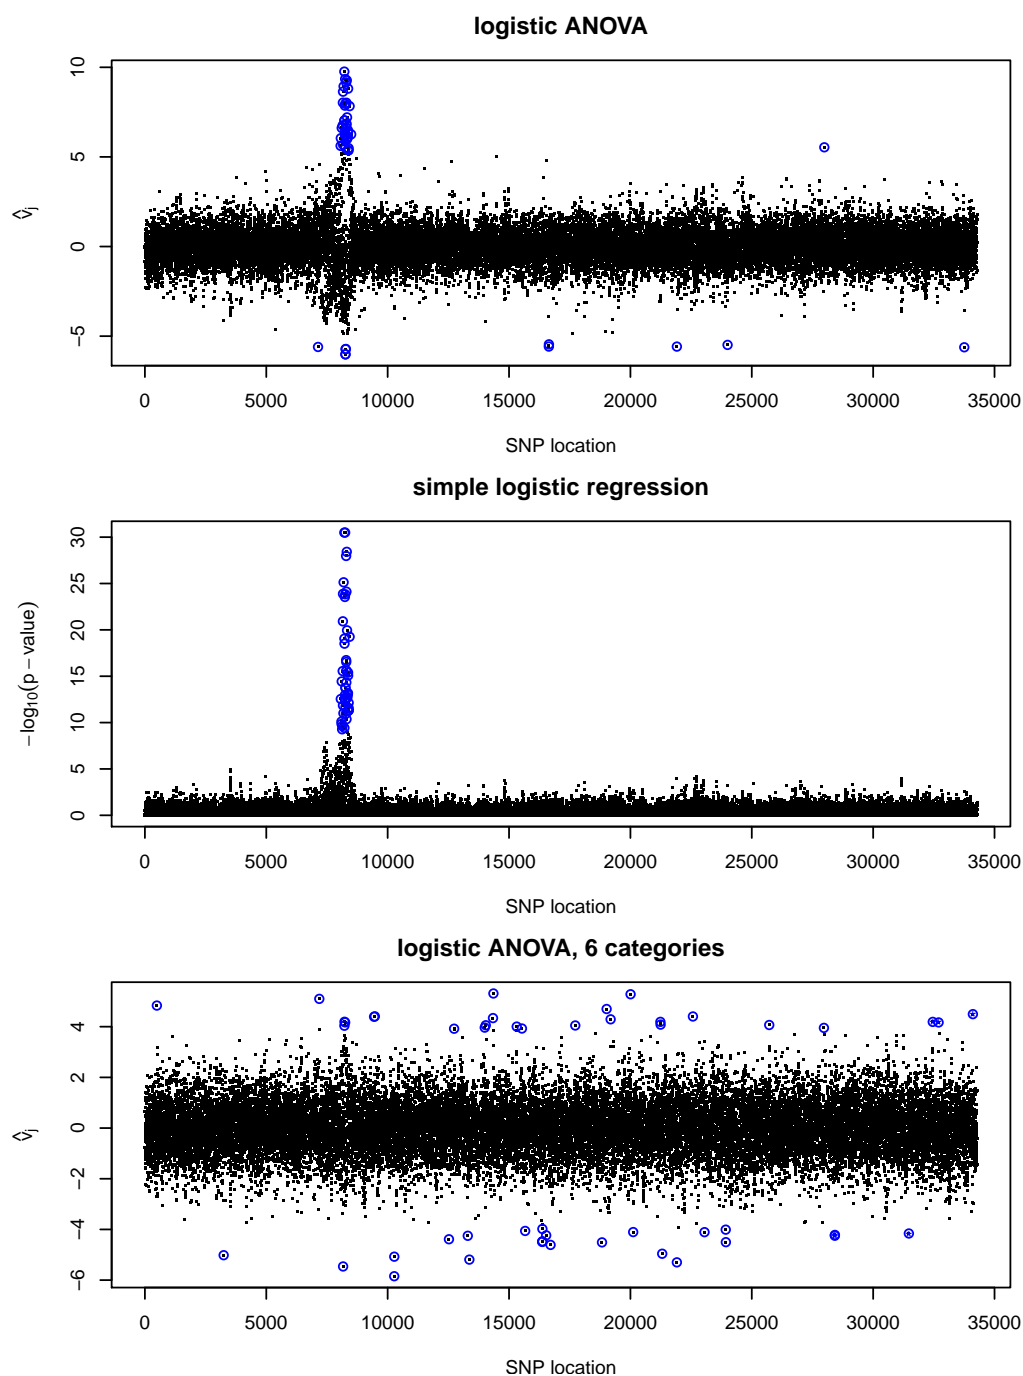 logistic ANOVA
10
5
0
−5
v̂j
0 5000 10000 15000 20000 25000 30000 35000
SNP location
simple logistic regression
30
25
20
15
10
5
0
−log10(p − value)
0 5000 10000 15000 20000 25000 30000 35000
SNP location
logistic ANOVA, 6 categories
4
2
0
−2
−4
−6
v̂j
0 5000 10000 15000 20000 25000 30000 35000
SNP location